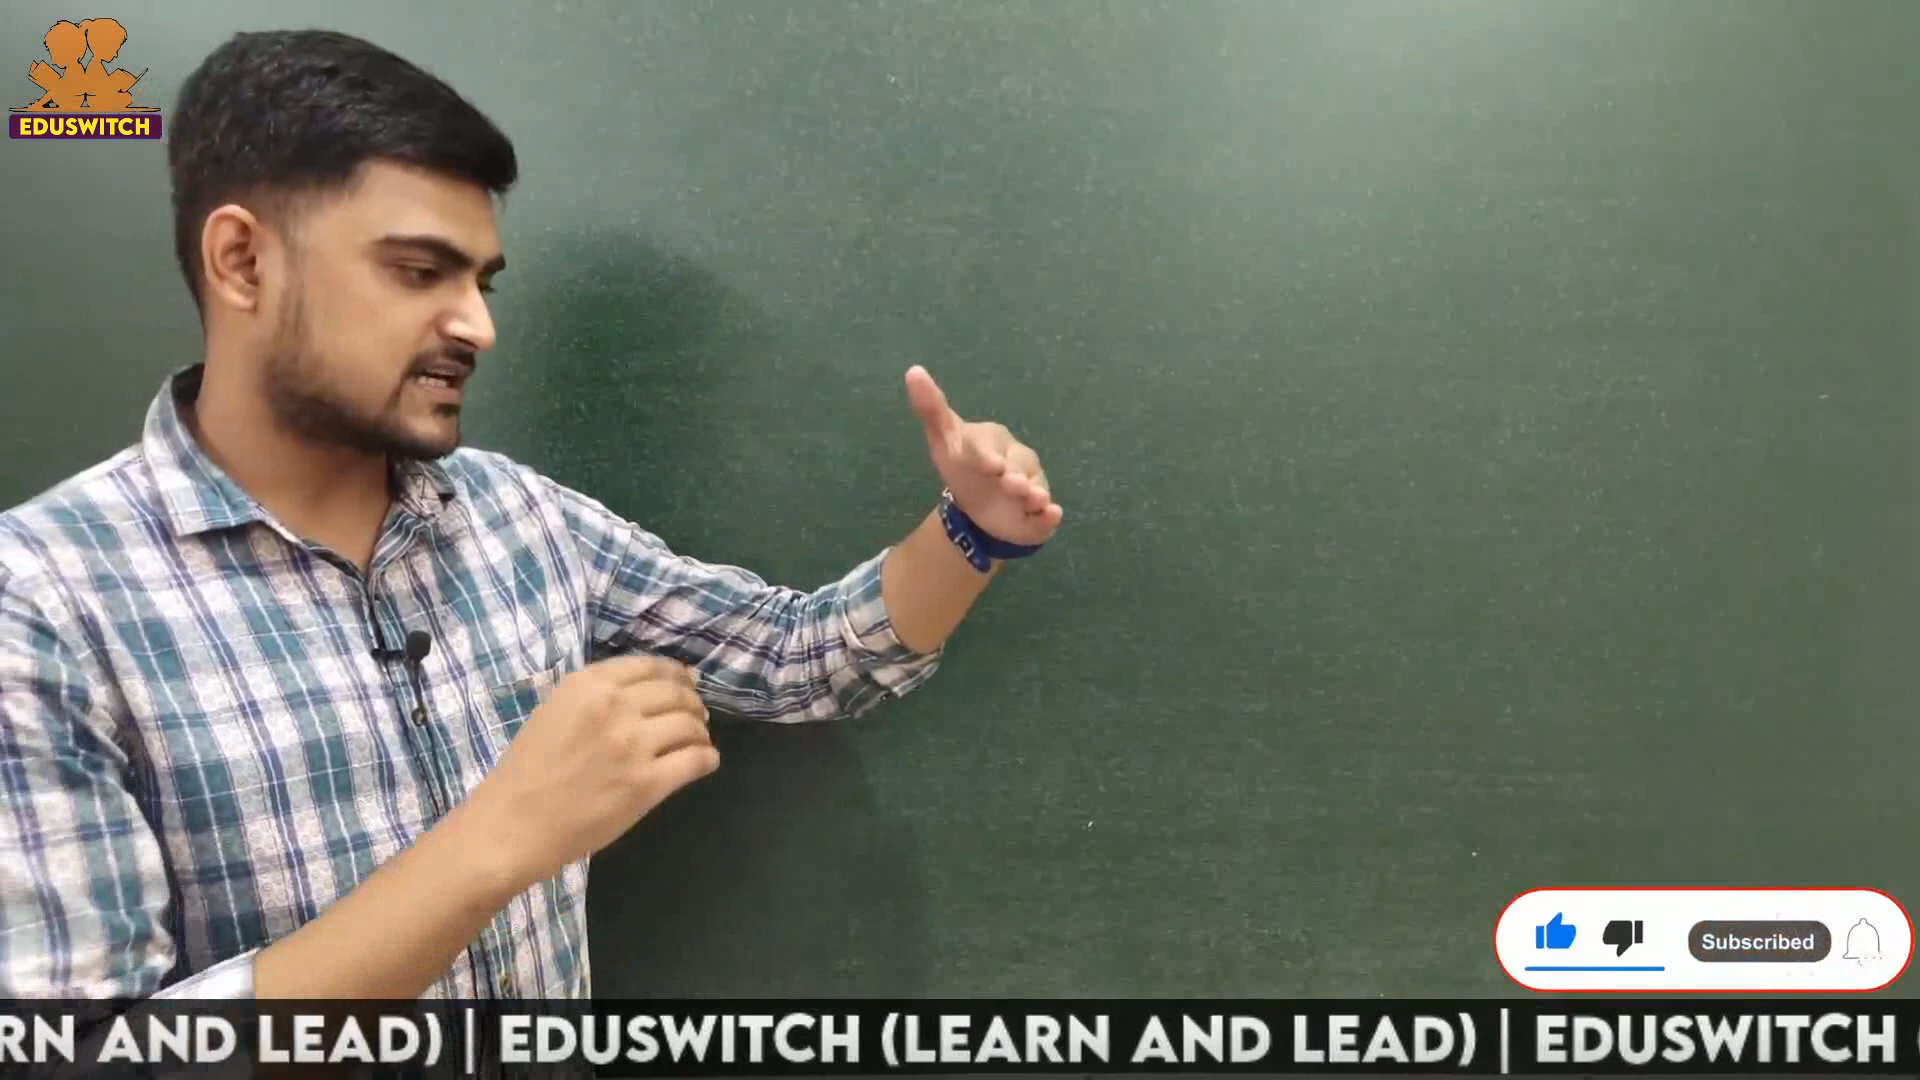 EDUSWITCH
Subscribed
RN AND LEAD) | EDUSWITCH (LEARN AND LEAD) | EDUSWITCH (